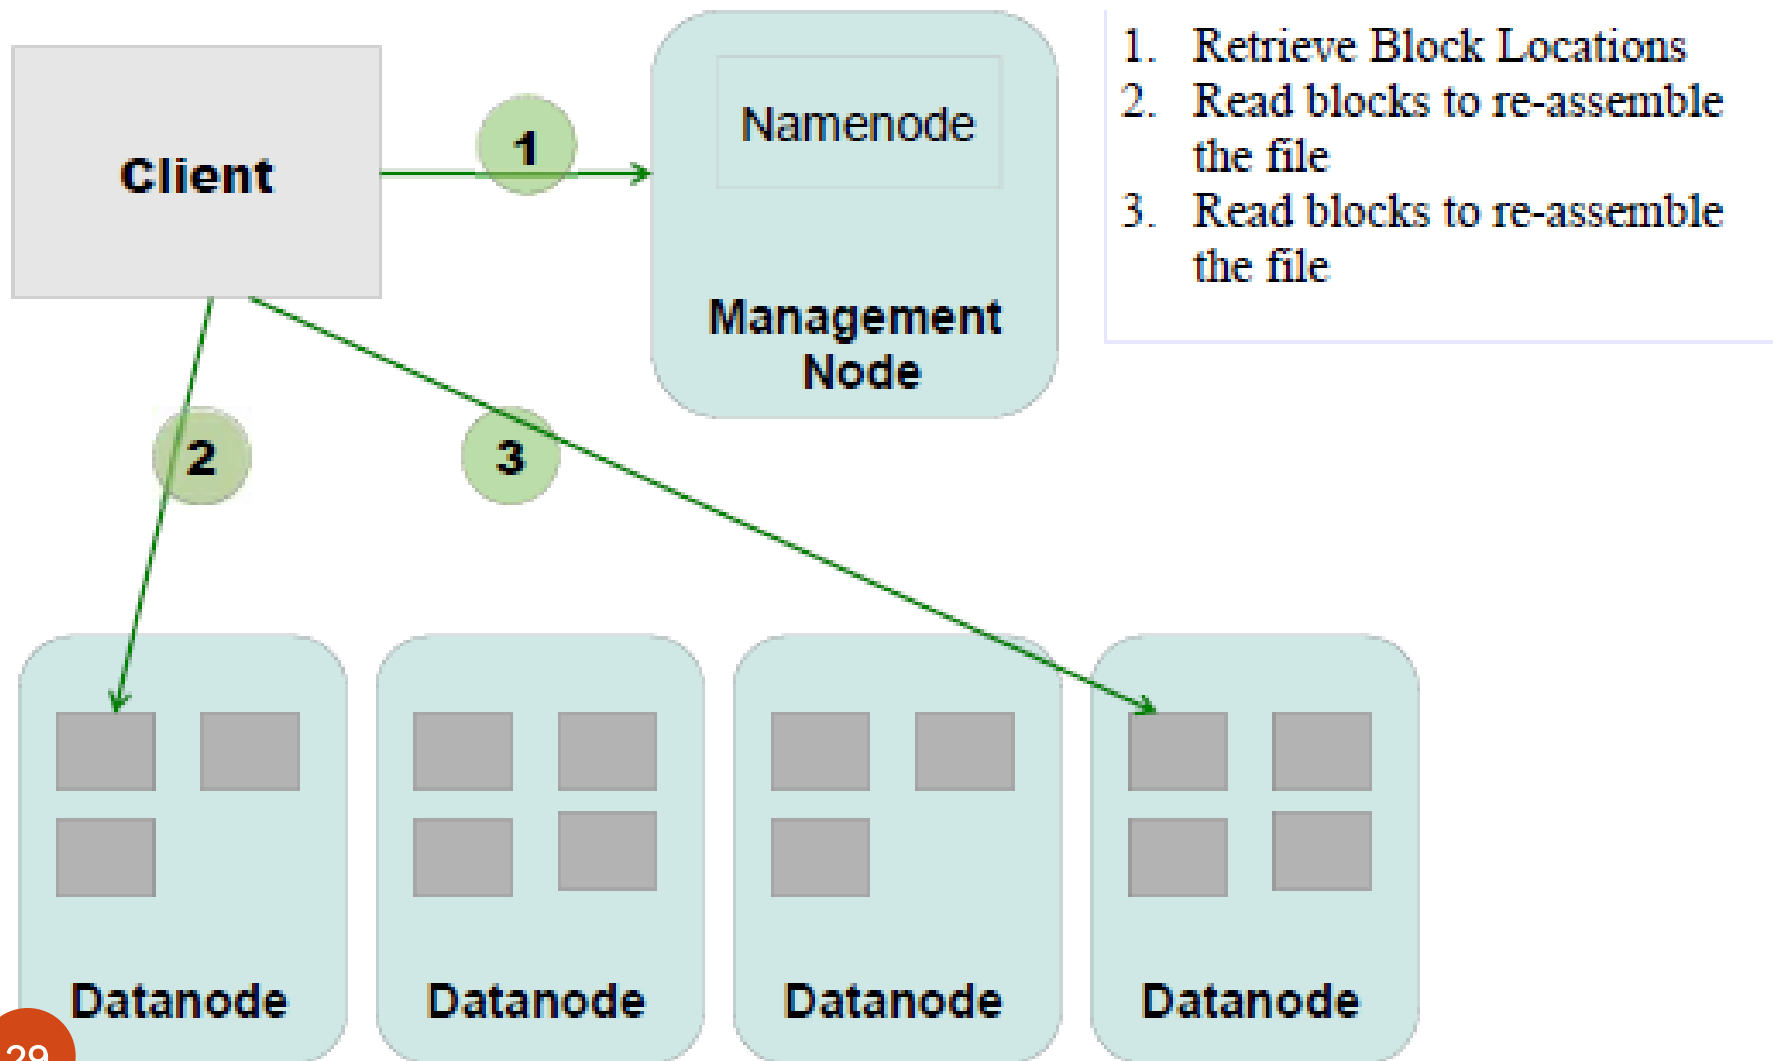 Client
1
Namenode
Management
Node
1. Retrieve Block Locations
2. Read blocks to re-assemble
the file
3. Read blocks to re-assemble
the file
2
3
Datanode
Datanode
Datanode
Datanode
29